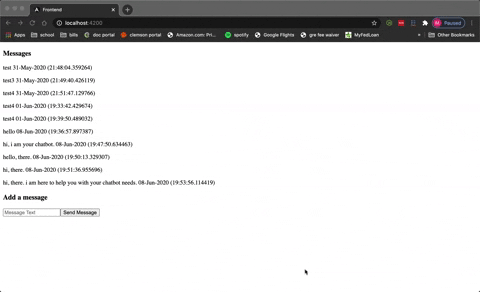 Frontend
localhost:4200
Paused
Apps
school
bills
doc portal
clemson portal
Amazon.com: Pri...
spotify
Google Flights
gre fee waiver
MyFedLoan
»
Other Bookmarks
Messages
test 31-May-2020 (21:48:04.359264)
test3 31-May-2020 (21:49:40.426119)
test4 31-May-2020 (21:51:47.129766)
test4 01-Jun-2020 (19:33:42.429674)
test4 01-Jun-2020 (19:39:50.489032)
hello 08-Jun-2020 (19:36:57.897387)
hi, i am your chatbot. 08-Jun-2020 (19:47:50.634463)
hello, there. 08-Jun-2020 (19:50:13.329307)
hi, there. 08-Jun-2020 (19:51:36.955696)
hi, there. i am here to help you with your chatbot needs. 08-Jun-2020 (19:53:56.114419)
Add a message
Message Text
Send Message